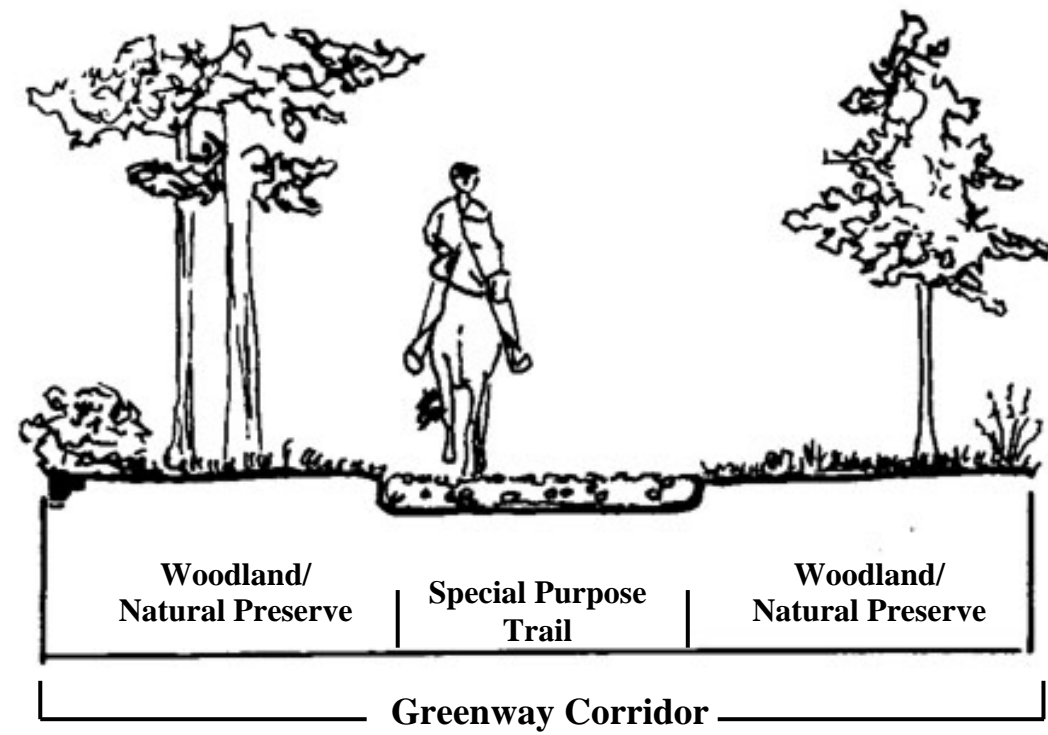 Woodland/
Natural Preserve
Special Purpose
Trail
Woodland/
Natural Preserve
Greenway Corridor